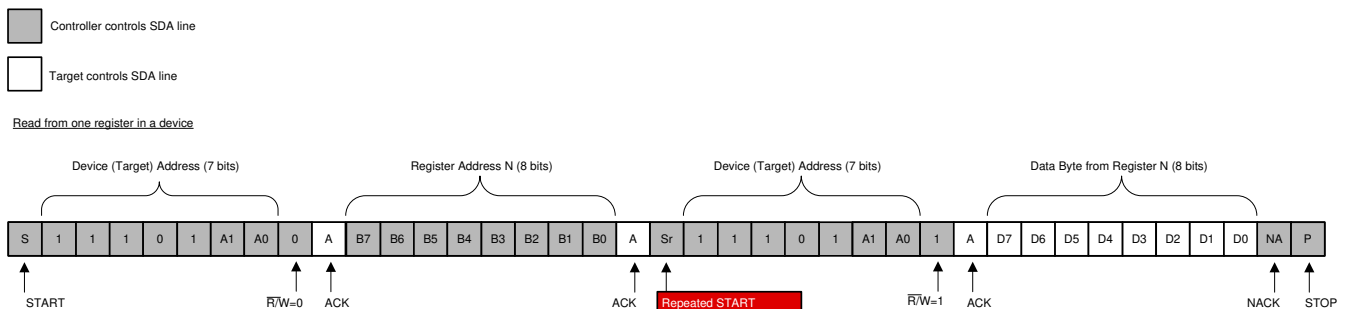 Controller controls SDA line
Target controls SDA line
Read from one register in a device
Device (Target) Address (7 bits) Register Address N (8 bits) Device (Target) Address (7 bits) Data Byte from Register N (8 bits)
S 1 1 1 0 1 A1 A0 0 A B7 B6 B5 B4 B3 B2 B1 B0 A Sr 1 1 1 0 1 A1 A0 1 A D7 D6 D5 D4 D3 D2 D1 D0 NA P
START R/W=0 ACK ACK Repeated START R/W=1 ACK NACK STOP